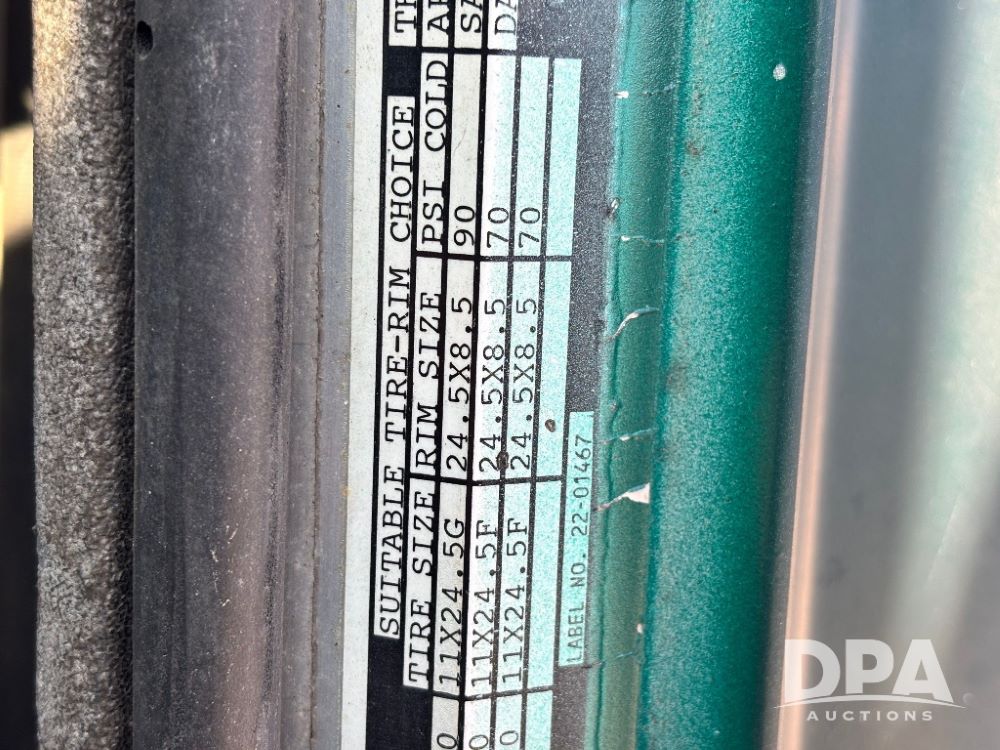 SUITABLE TIRE-RIM CHOICE
TIRE SIZE RIM SIZE PSI COLD
11X24.5G 24.5X8.5 90
11X24.5F 24.5X8.5 70
11X24.5F 24.5X8.5 70
LABEL NO. 22-01467
DPA
AUCTIONS